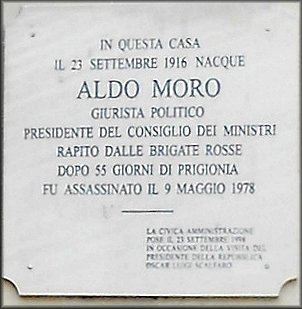 IN QUESTA CASA
IL 23 SETTEMBRE 1916 NACQUE
ALDO MORO
GIURISTA POLITICO
PRESIDENTE DEL CONSIGLIO DEI MINISTRI
RAPITO DALLE BRIGATE ROSSE
DOPO 55 GIORNI DI PRIGIONIA
FU ASSASSINATO IL 9 MAGGIO 1978
LA CIVICA AMMINISTRAZIONE
POSE IL 23 SETTEMBRE 1998
IN OCCASIONE DELLA VISITA DEL
PRESIDENTE DELLA REPUBBLICA
OSCAR LUIGI SCALFARO